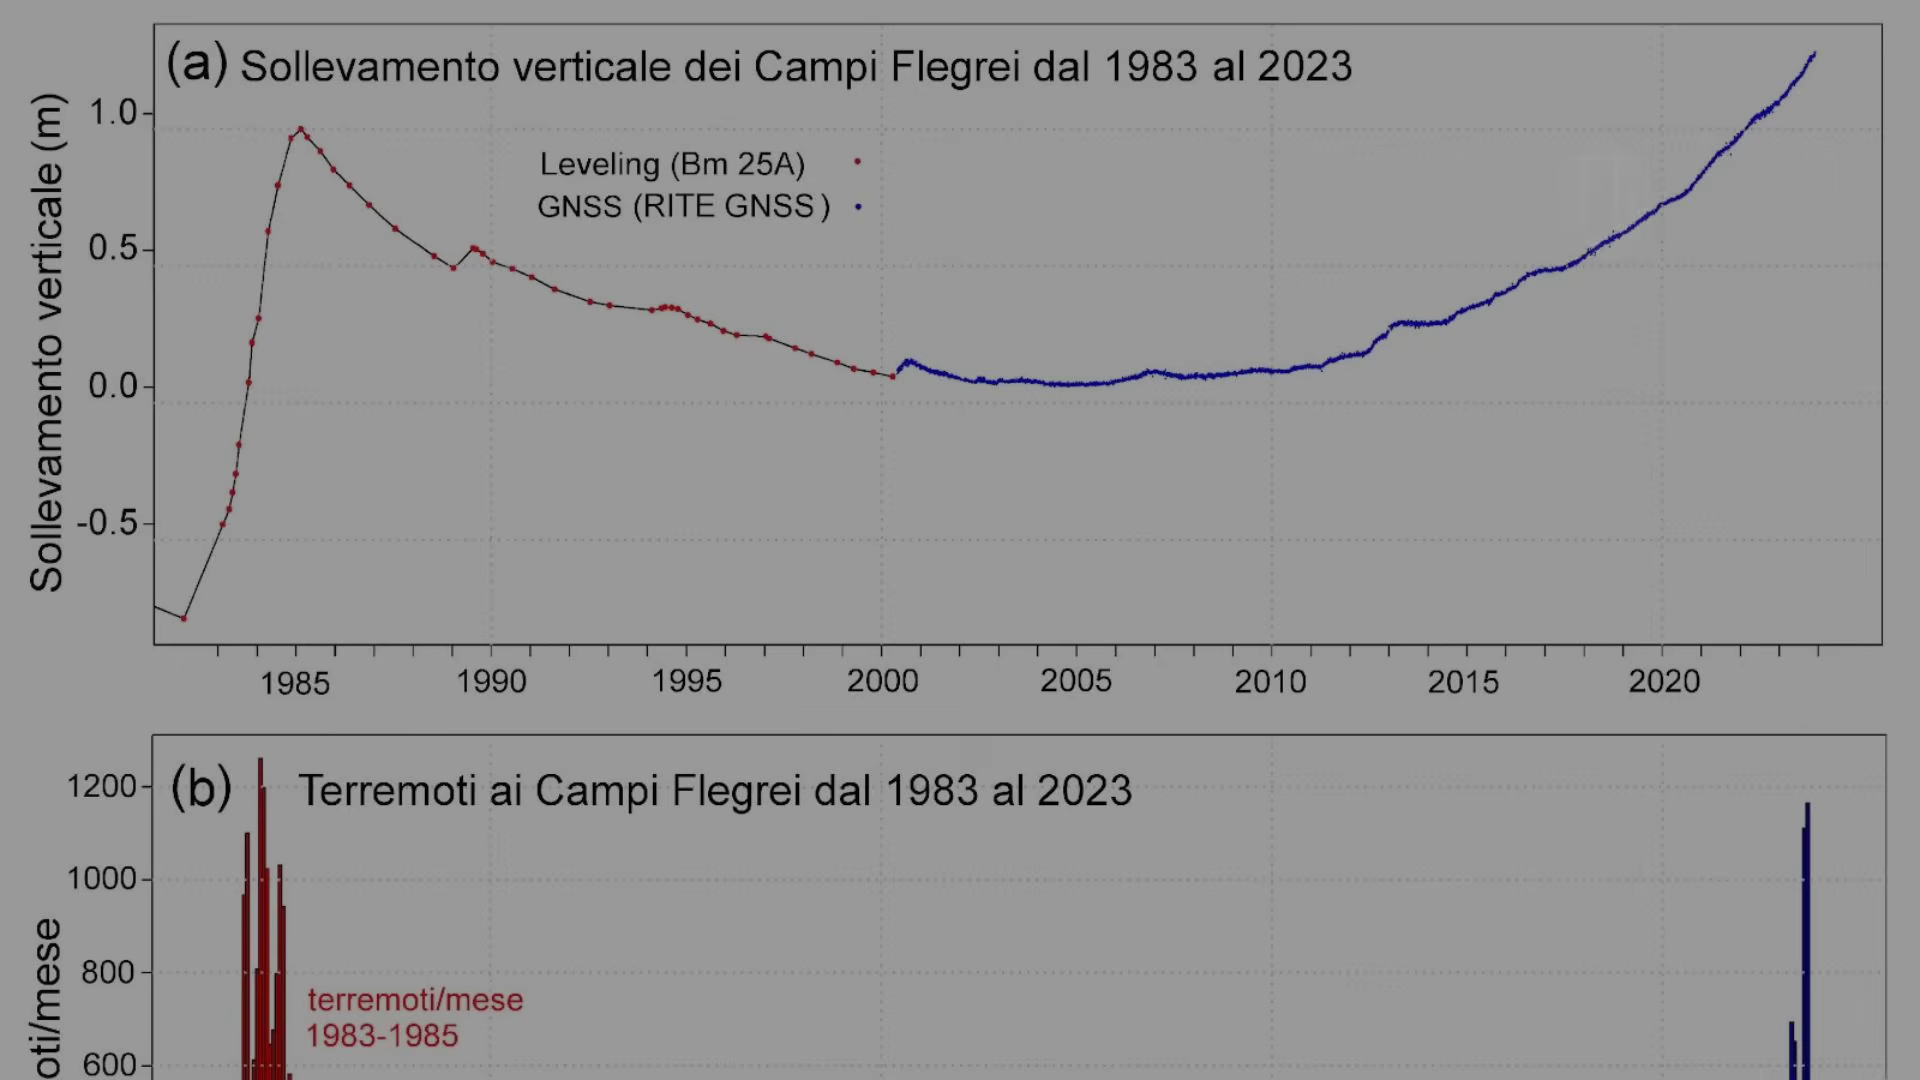 (a) Sollevamento verticale dei Campi Flegrei dal 1983 al 2023
Sollevamento verticale (m)
1.0
0.5
0.0
-0.5
Leveling (Bm 25A)
GNSS (RITE GNSS)
1985 1990 1995 2000 2005 2010 2015 2020
(b) Terremoti ai Campi Flegrei dal 1983 al 2023
oti/mese
1200
1000
800
600
terremoti/mese
1983-1985